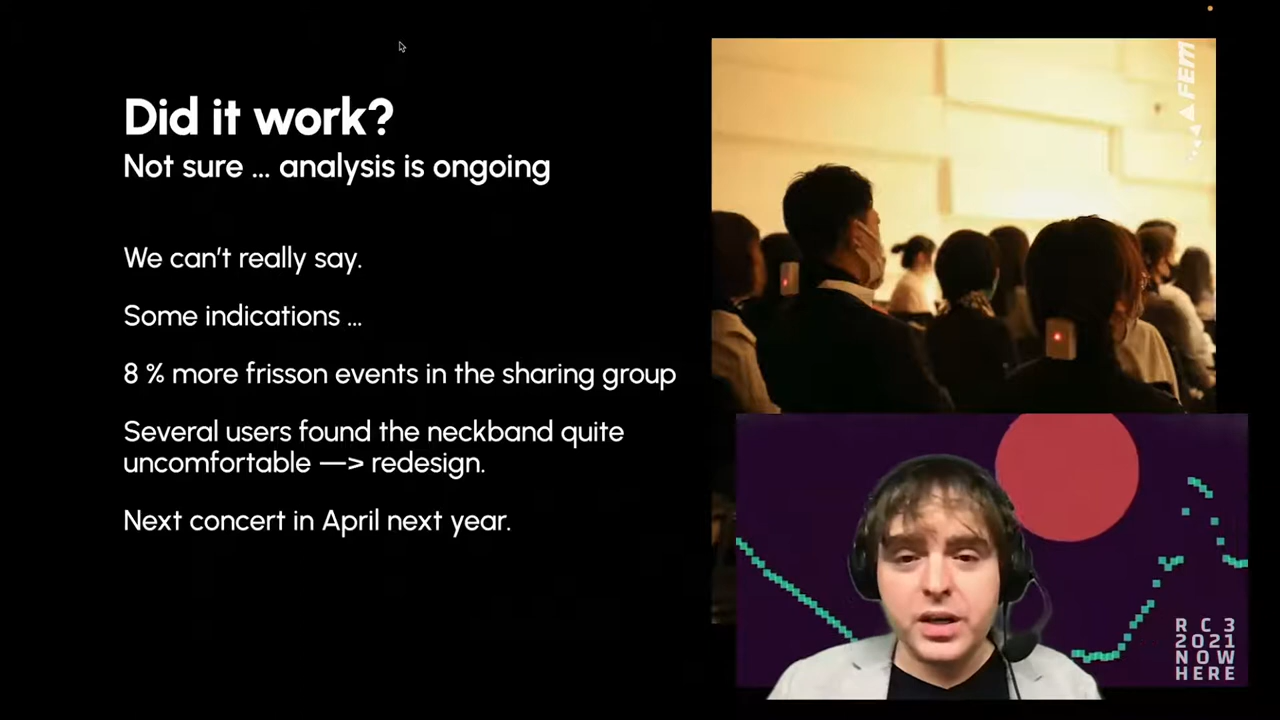 Did it work?
Not sure ... analysis is ongoing
We can't really say.
Some indications ...
8 % more frisson events in the sharing group
Several users found the neckband quite
uncomfortable —> redesign.
Next concert in April next year.
FEM
R C 3
2021
NOW
HERE